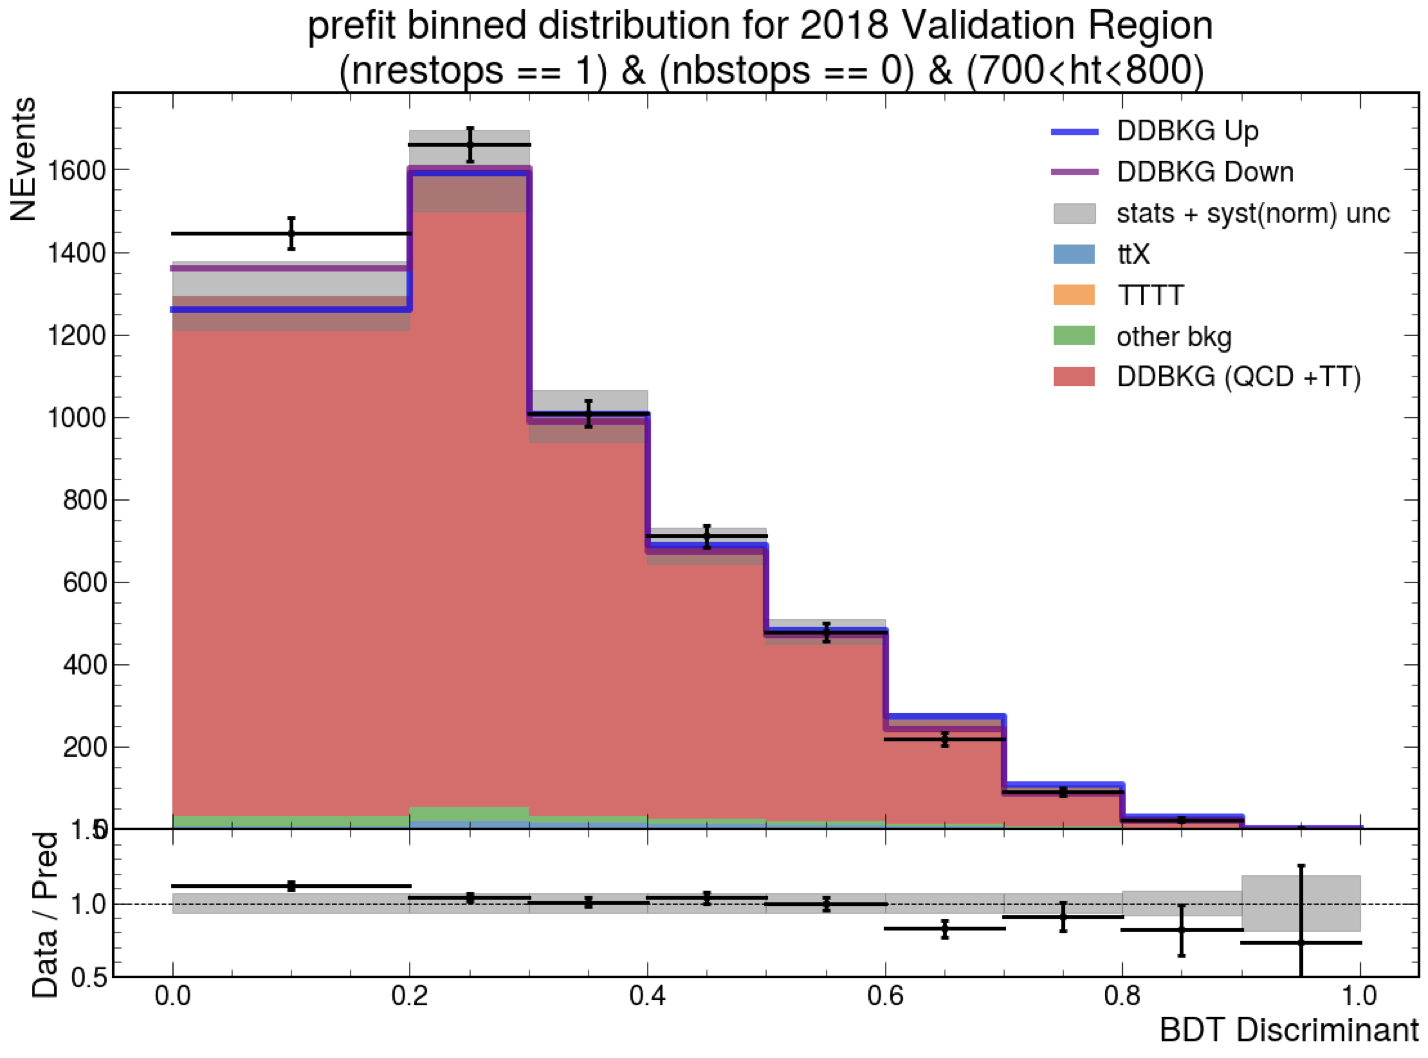 prefit binned distribution for 2018 Validation Region
(nrestops == 1) & (nbstops == 0) & (700<ht<800)
NEvents
1600
1400
1200
1000
800
600
400
200
0
DDBKG Up
DDBKG Down
stats + syst(norm) unc
ttX
TTTT
other bkg
DDBKG (QCD +TT)
Data / Pred
1.5
1.0
0.5
0.0 0.2 0.4 0.6 0.8 1.0
BDT Discriminant